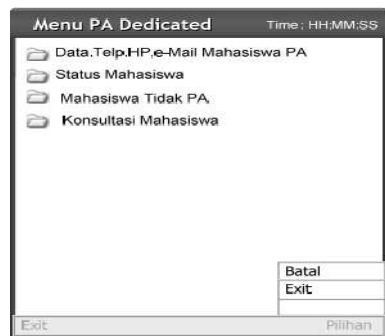 Menu PA Dedicated Time: HH:MM:SS
Data.Telp.HP,e-Mail Mahasiswa PA
Status Mahasiswa
Mahasiswa Tidak PA.
Konsultasi Mahasiswa
Batal
Exit
Exit Pilihan